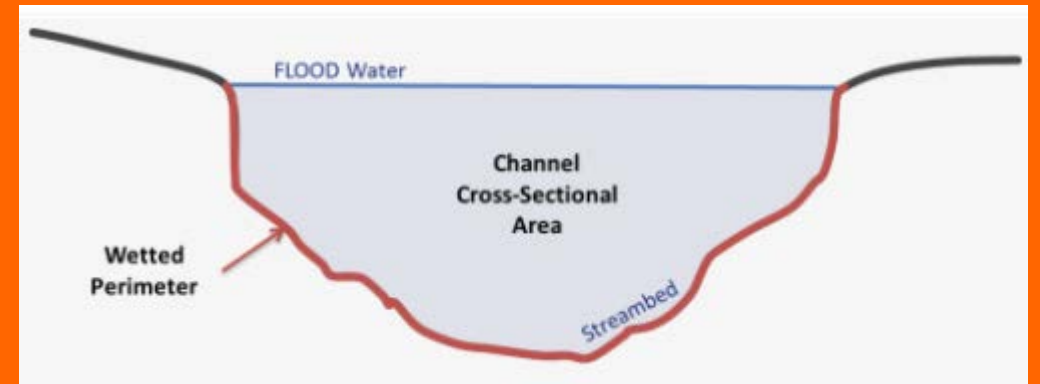 FLOOD Water
Channel
Cross-Sectional
Area
Wetted
Perimeter
Streambed